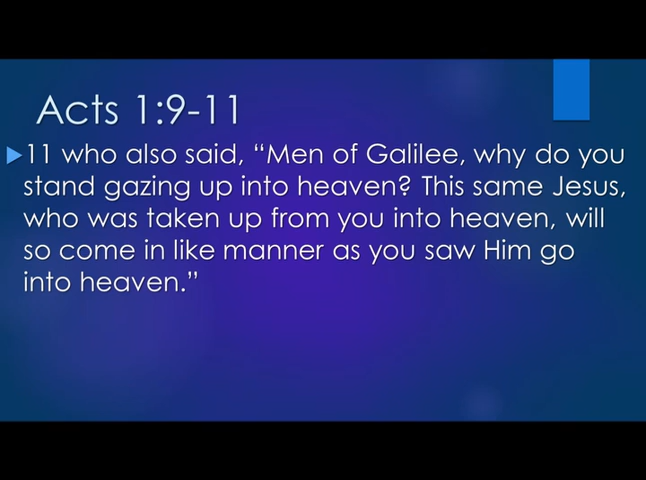 Acts 1:9-11
11 who also said, “Men of Galilee, why do you
stand gazing up into heaven? This same Jesus,
who was taken up from you into heaven, will
so come in like manner as you saw Him go
into heaven.”